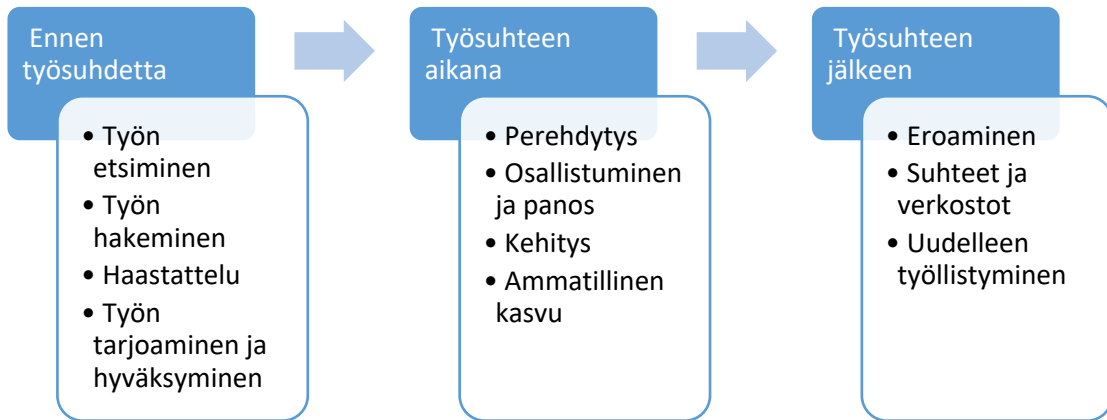 Ennen
työsuhdetta
• Työn
etsiminen
• Työn
hakeminen
• Haastattelu
• Työn
tarjoaminen ja
hyväksyminen
Työsuhteen
aikana
• Perehdytys
• Osallistuminen
ja panos
• Kehitys
• Ammatillinen
kasvu
Työsuhteen
jälkeen
• Eroaminen
• Suhteet ja
verkostot
• Uudelleen
työllistyminen